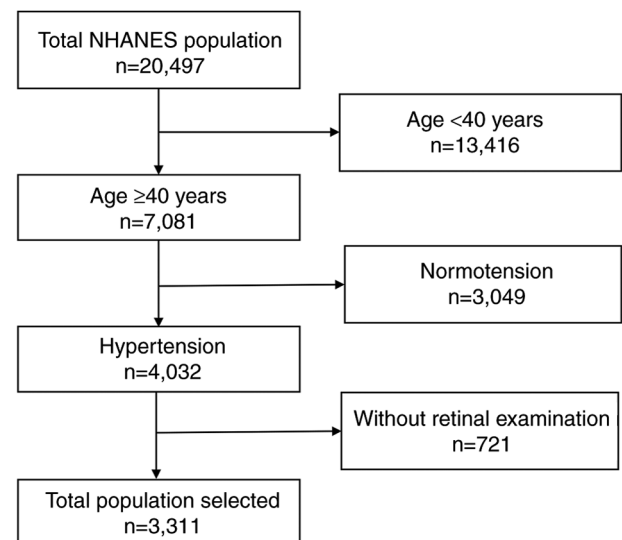 Total NHANES population
n=20,497
Age <40 years
n=13,416
Age ≥40 years
n=7,081
Normotension
n=3,049
Hypertension
n=4,032
Without retinal examination
n=721
Total population selected
n=3,311